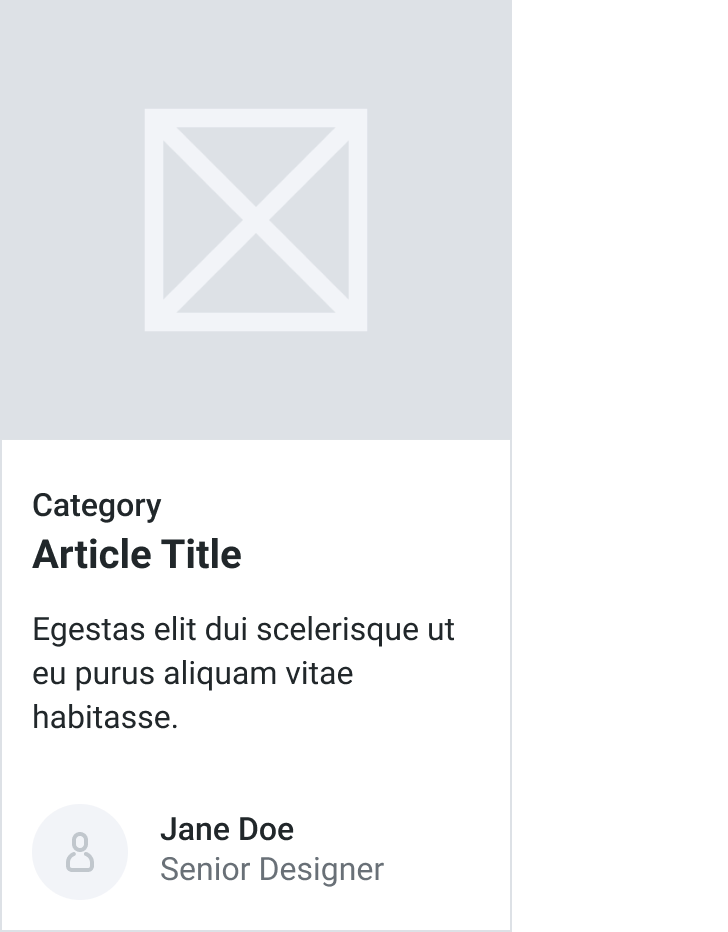 Category
Article Title
Egestas elit dui scelerisque ut
eu purus aliquam vitae
habitasse.
Jane Doe
Senior Designer